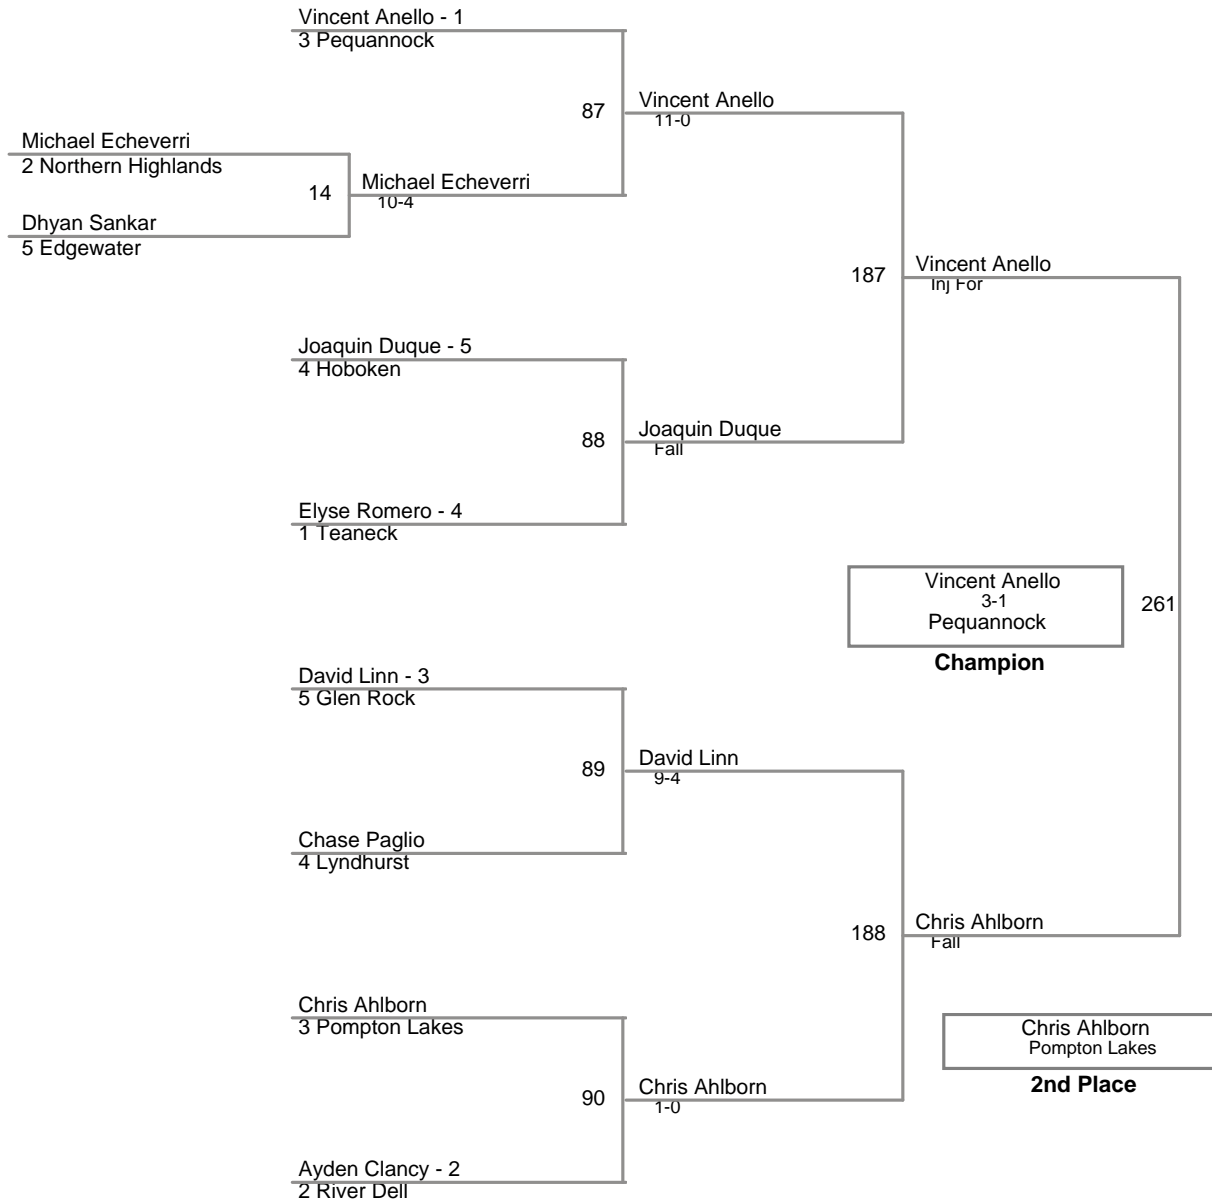 Vincent Anello - 1
3 Pequannock
87
Vincent Anello
11-0
Michael Echeverri
2 Northern Highlands
14
Michael Echeverri
10-4
Dhyan Sankar
5 Edgewater
187
Vincent Anello
Inj For
Joaquin Duque - 5
4 Hoboken
88
Joaquin Duque
Fall
Elyse Romero - 4
1 Teaneck
Vincent Anello
3-1
Pequannock
261
Champion
David Linn - 3
5 Glen Rock
89
David Linn
9-4
Chase Paglio
4 Lyndhurst
188
Chris Ahlborn
Fall
Chris Ahlborn
3 Pompton Lakes
Chris Ahlborn
Pompton Lakes
2nd Place
90
Chris Ahlborn
1-0
Ayden Clancy - 2
2 River Dell